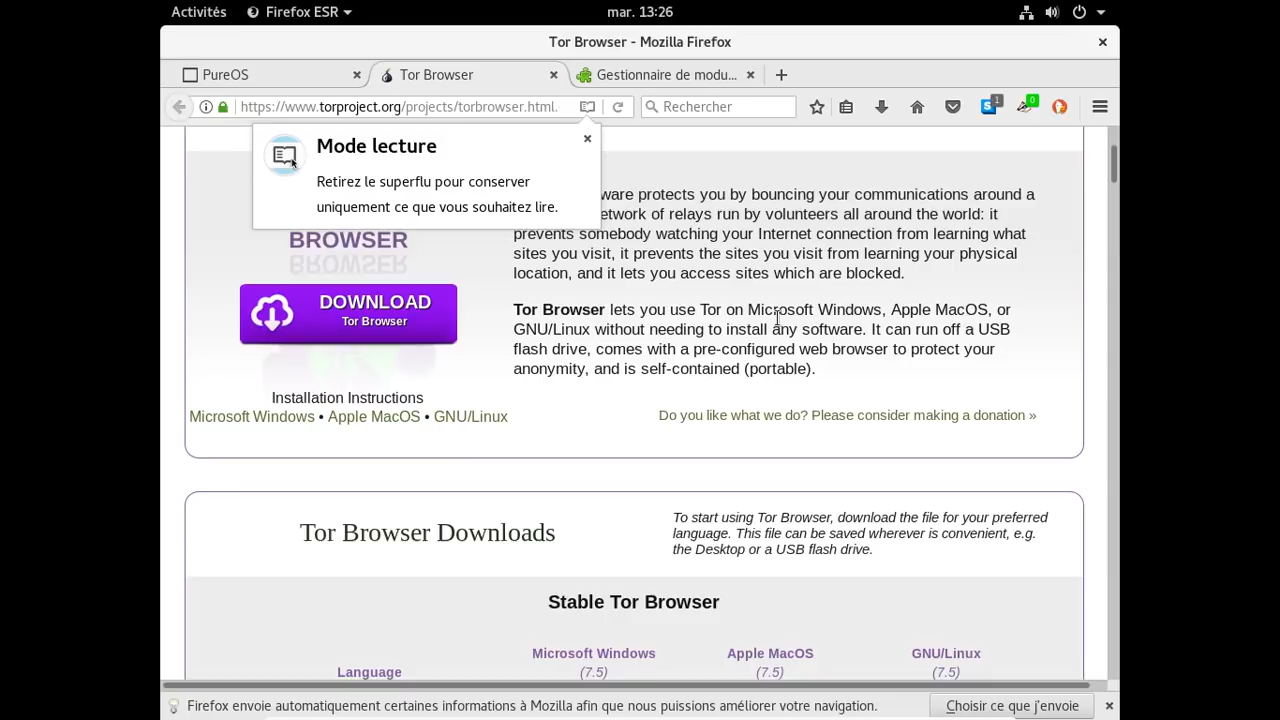 Activités Firefox ESR mar. 13:26
Tor Browser - Mozilla Firefox
PureOS Tor Browser Gestionnaire de modu...
https://www.torproject.org/projects/torbrowser.html. Rechercher 1 0
Mode lecture
Retirez le superflu pour conserver
uniquement ce que vous souhaitez lire.
BROWSER
DOWNLOAD
Tor Browser
Installation Instructions
Microsoft Windows • Apple MacOS • GNU/Linux
ware protects you by bouncing your communications around a
etwork of relays run by volunteers all around the world: it
prevents somebody watching your Internet connection from learning what
sites you visit, it prevents the sites you visit from learning your physical
location, and it lets you access sites which are blocked.
Tor Browser lets you use Tor on Microsoft Windows, Apple MacOS, or
GNU/Linux without needing to install any software. It can run off a USB
flash drive, comes with a pre-configured web browser to protect your
anonymity, and is self-contained (portable).
Do you like what we do? Please consider making a donation »
Tor Browser Downloads
To start using Tor Browser, download the file for your preferred
language. This file can be saved wherever is convenient, e.g.
the Desktop or a USB flash drive.
Stable Tor Browser
Microsoft Windows Apple MacOS GNU/Linux
Language (7.5) (7.5) (7.5)
Firefox envoie automatiquement certaines informations à Mozilla afin que nous puissions améliorer votre navigation. Choisir ce que j'envoie